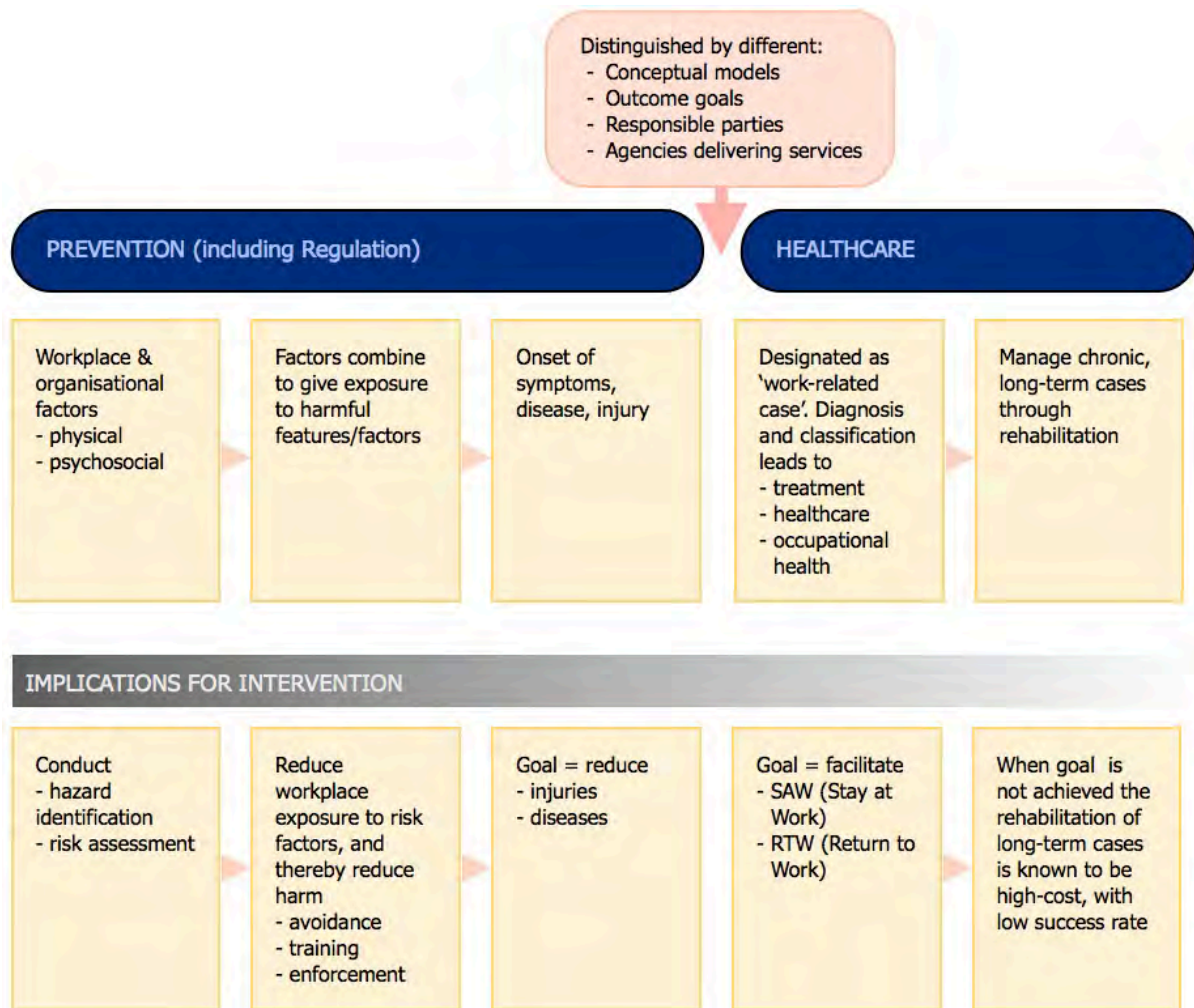 Distinguished by different:
- Conceptual models
- Outcome goals
- Responsible parties
- Agencies delivering services
PREVENTION (including Regulation)
HEALTHCARE
Workplace &
organisational
factors
- physical
- psychosocial
Factors combine
to give exposure
to harmful
features/factors
Onset of
symptoms,
disease, injury
Designated as
‘work-related
case’. Diagnosis
and classification
leads to
- treatment
- healthcare
- occupational
health
Manage chronic,
long-term cases
through
rehabilitation
IMPLICATIONS FOR INTERVENTION
Conduct
- hazard
identification
- risk assessment
Reduce
workplace
exposure to risk
factors, and
thereby reduce
harm
- avoidance
- training
- enforcement
Goal = reduce
- injuries
- diseases
Goal = facilitate
- SAW (Stay at
Work)
- RTW (Return to
Work)
When goal is
not achieved the
rehabilitation of
long-term cases
is known to be
high-cost, with
low success rate